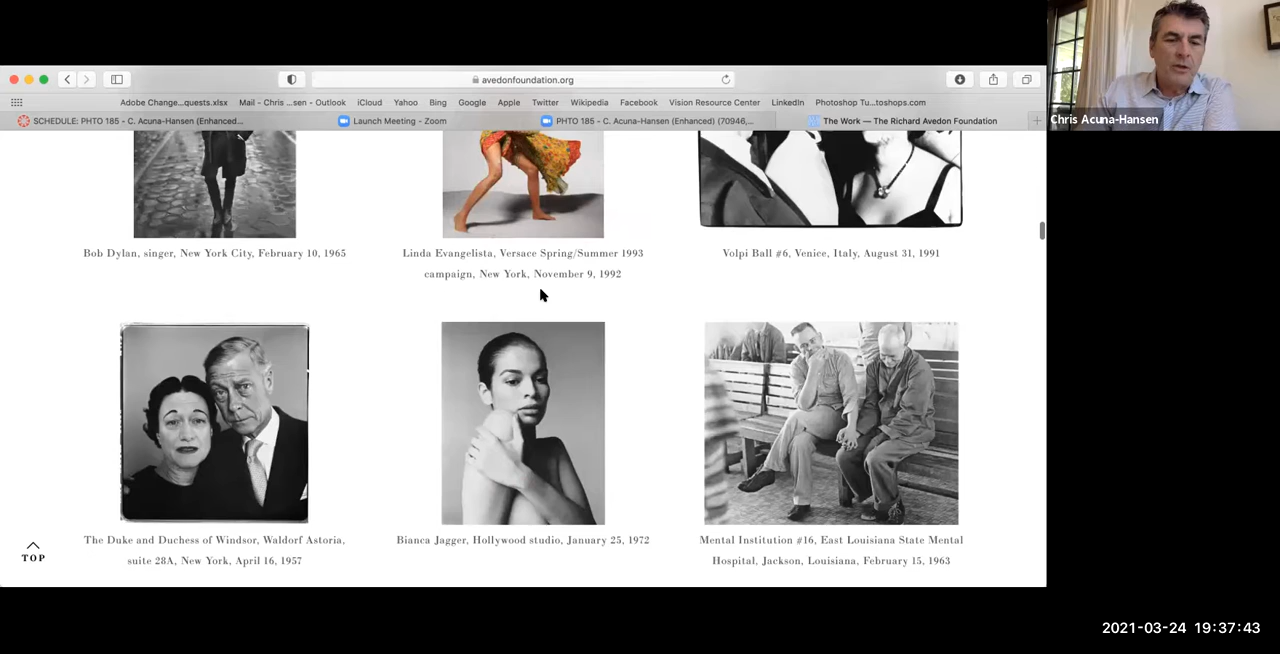 avedonfoundation.org
Adobe Change...quests.xlsx Mail - Chris ...sen - Outlook iCloud Yahoo Bing Google Apple Twitter Wikipedia Facebook Vision Resource Center LinkedIn Photoshop Tu...toshops.com
SCHEDULE: PHTO 185 - C. Acuna-Hansen (Enhanced... Launch Meeting - Zoom PHTO 185 - C. Acuna-Hansen (Enhanced) (70946,... The Work — The Richard Avedon Foundation
Chris Acuna-Hansen
Bob Dylan, singer, New York City, February 10, 1965
Linda Evangelista, Versace Spring/Summer 1993
campaign, New York, November 9, 1992
Volpi Ball #6, Venice, Italy, August 31, 1991
The Duke and Duchess of Windsor, Waldorf Astoria,
suite 28A, New York, April 16, 1957
Bianca Jagger, Hollywood studio, January 25, 1972
Mental Institution #16, East Louisiana State Mental
Hospital, Jackson, Louisiana, February 15, 1963
TOP
2021-03-24 19:37:43